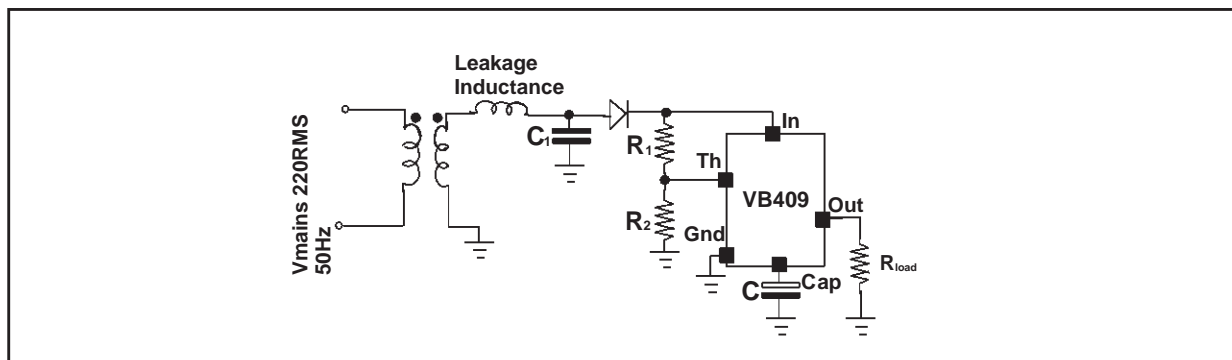 Leakage
Inductance
Vmains 220RMS
50Hz
C1
R1
R2
In
Th
VB409
Out
Gnd
Cap
C
Rload